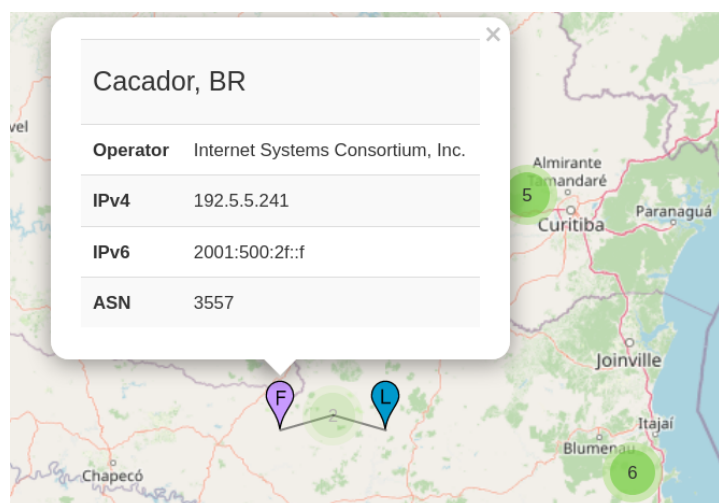 ×
Cacador, BR
Operator Internet Systems Consortium, Inc.
IPv4 192.5.5.241
IPv6 2001:500:2f::f
ASN 3557
vel
Almirante
Tamandaré
5
Curitiba
Paranaguá
Joinville
F
2
L
Itajaí
Blumenau
6
Chapecó